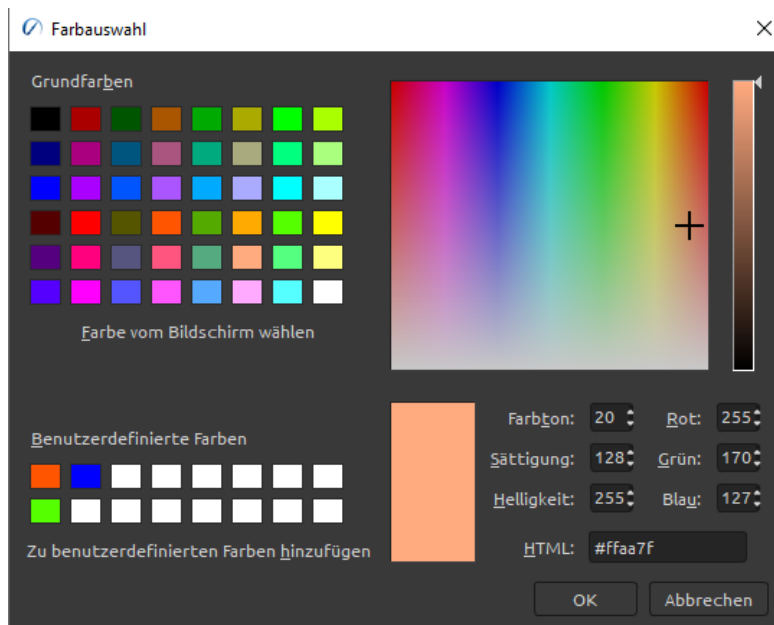 Farbauswahl
Grundfarben
Farbe vom Bildschirm wählen
Benutzerdefinierte Farben
Zu benutzerdefinierten Farben hinzufügen
Farbton: 20 Rot: 255
Sättigung: 128 Grün: 170
Helligkeit: 255 Blau: 127
HTML: #ffaa7f
OK Abbrechen